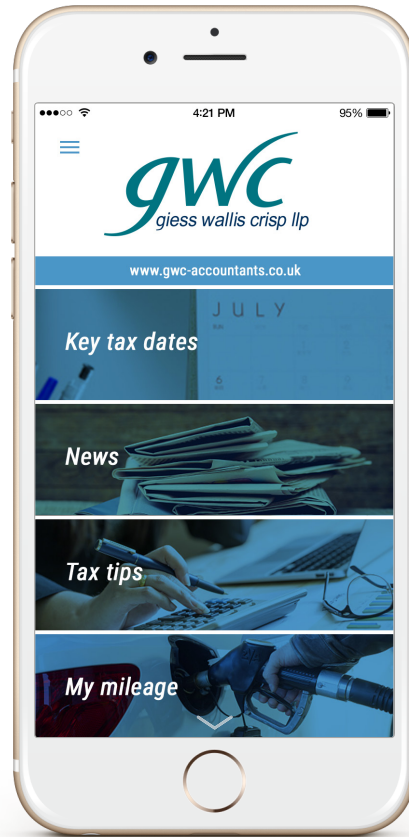 4:21 PM 95%
gwc
giess wallis crisp llp
www.gwc-accountants.co.uk
JULY
Key tax dates
6
News
Tax tips
My mileage